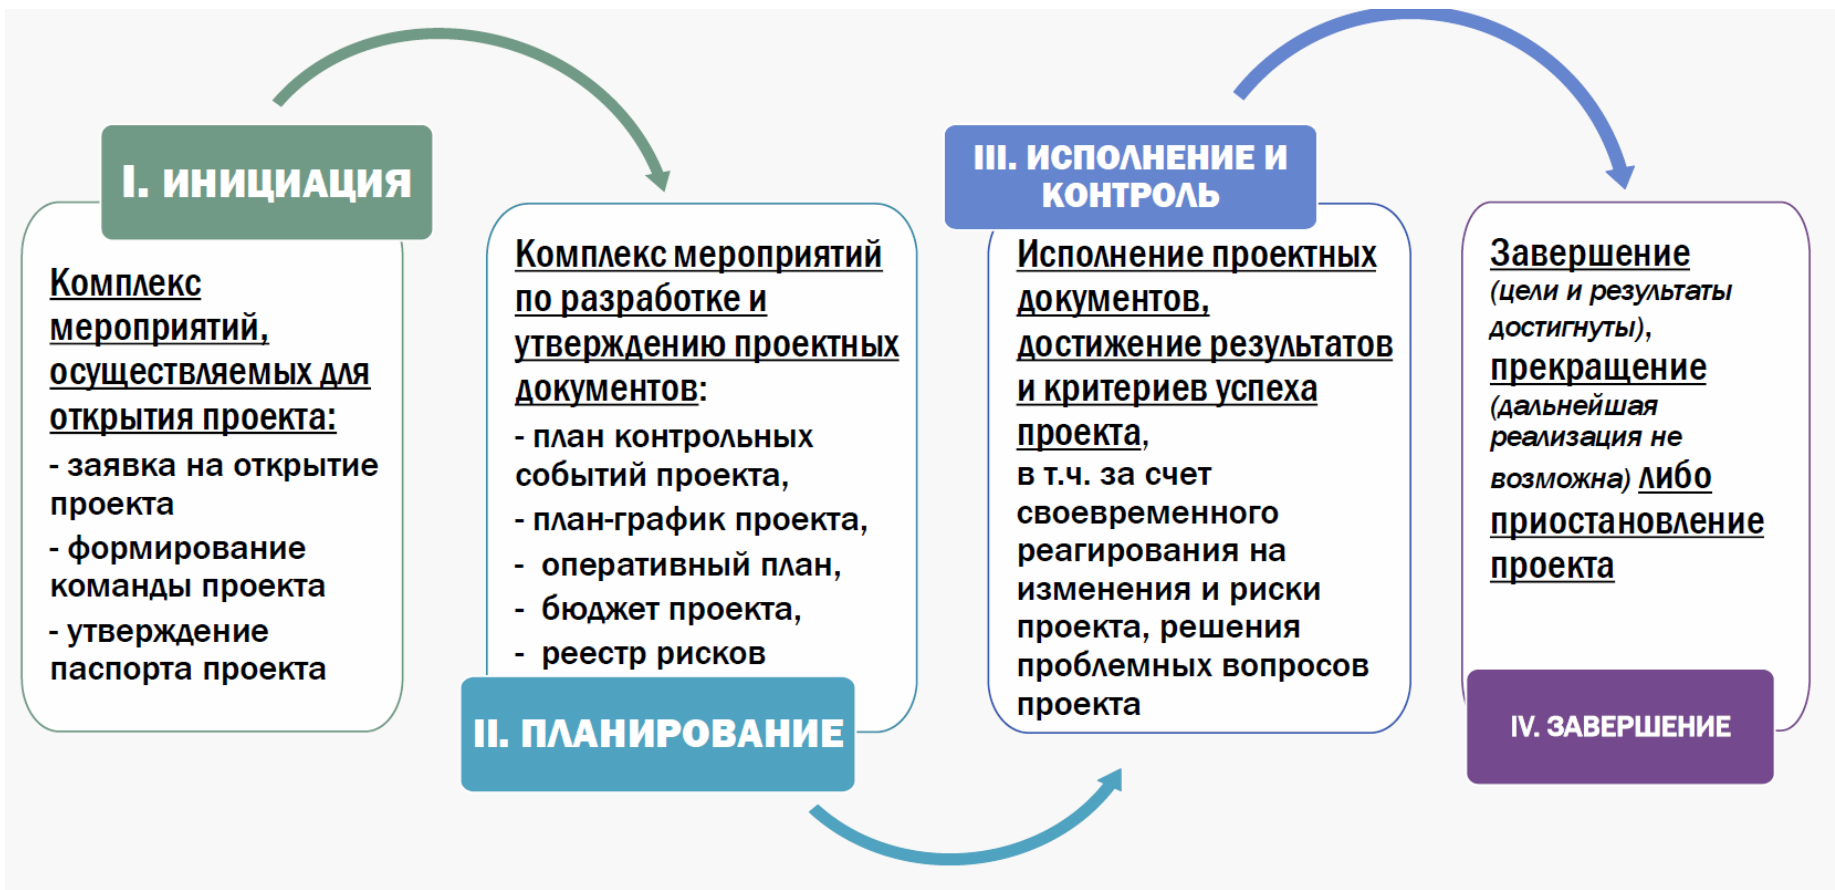 I. ИНИЦИАЦИЯ
Комплекс
мероприятий,
осуществляемых для
открытия проекта:
- заявка на открытие
проекта
- формирование
команды проекта
- утверждение
паспорта проекта
Комплекс мероприятий
по разработке и
утверждению проектных
документов:
- план контрольных
событий проекта,
- план-график проекта,
- оперативный план,
- бюджет проекта,
- реестр рисков
II. ПЛАНИРОВАНИЕ
III. ИСПОЛНЕНИЕ И
КОНТРОЛЬ
Исполнение проектных
документов,
достижение результатов
и критериев успеха
проекта,
в т.ч. за счет
своевременного
реагирования на
изменения и риски
проекта, решения
проблемных вопросов
проекта
Завершение
(цели и результаты
достигнуты),
прекращение
(дальнейшая
реализация не
возможна) либо
приостановление
проекта
IV. ЗАВЕРШЕНИЕ